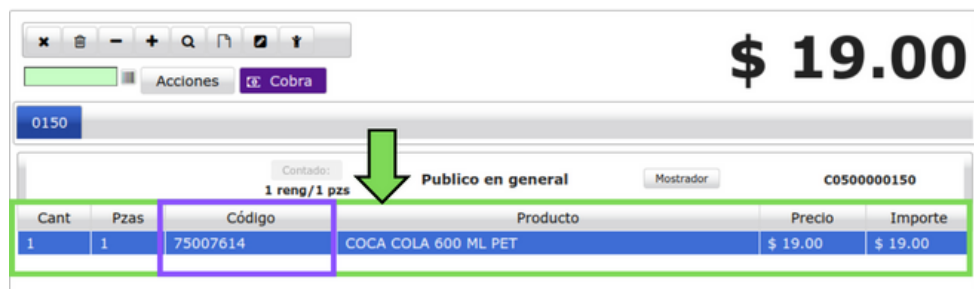 $ 19.00
Acciones Cobra
0150
Contado:
1 reng/1 pzs
Publico en general
Mostrador
C0500000150
Cant Pzas Código Producto Precio Importe
1 1 75007614 COCA COLA 600 ML PET $ 19.00 $ 19.00